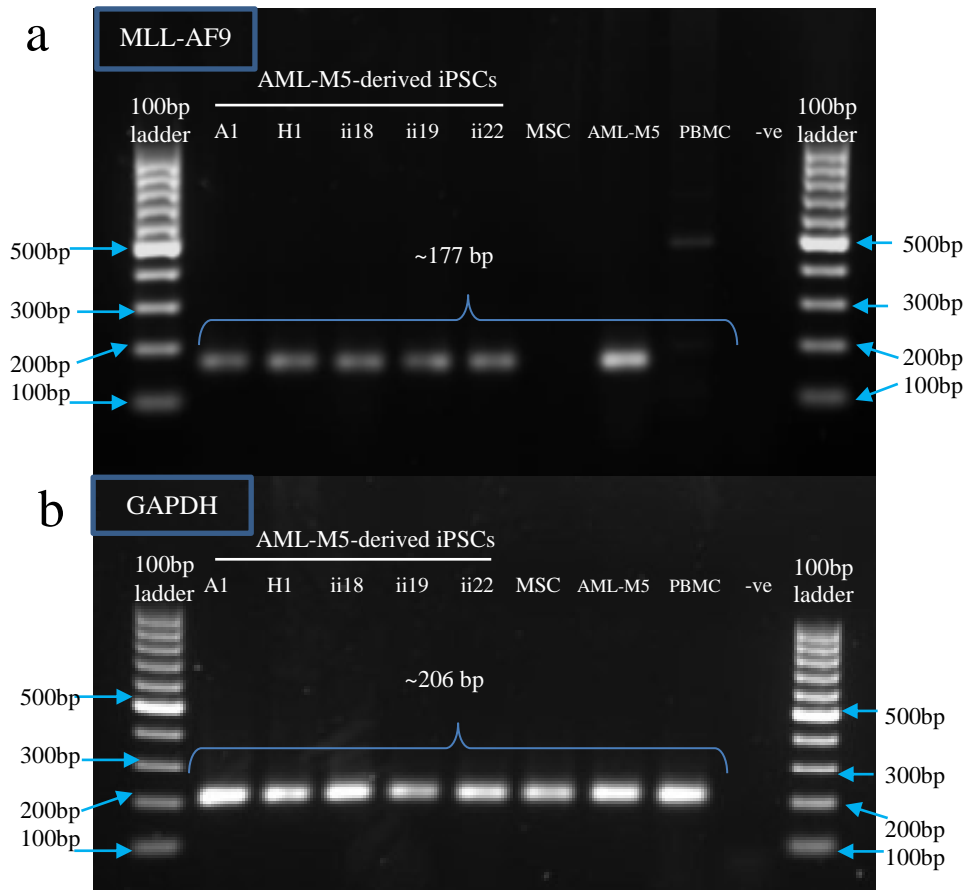 a
MLL-AF9
AML-M5-derived iPSCs
100bp
ladder
A1 H1 ii18 ii19 ii22 MSC AML-M5 PBMC -ve
100bp
ladder
500bp
300bp
200bp
100bp
~177 bp
500bp
300bp
200bp
100bp
b
GAPDH
AML-M5-derived iPSCs
100bp
ladder
A1 H1 ii18 ii19 ii22 MSC AML-M5 PBMC -ve
100bp
ladder
500bp
300bp
200bp
100bp
~206 bp
500bp
300bp
200bp
100bp